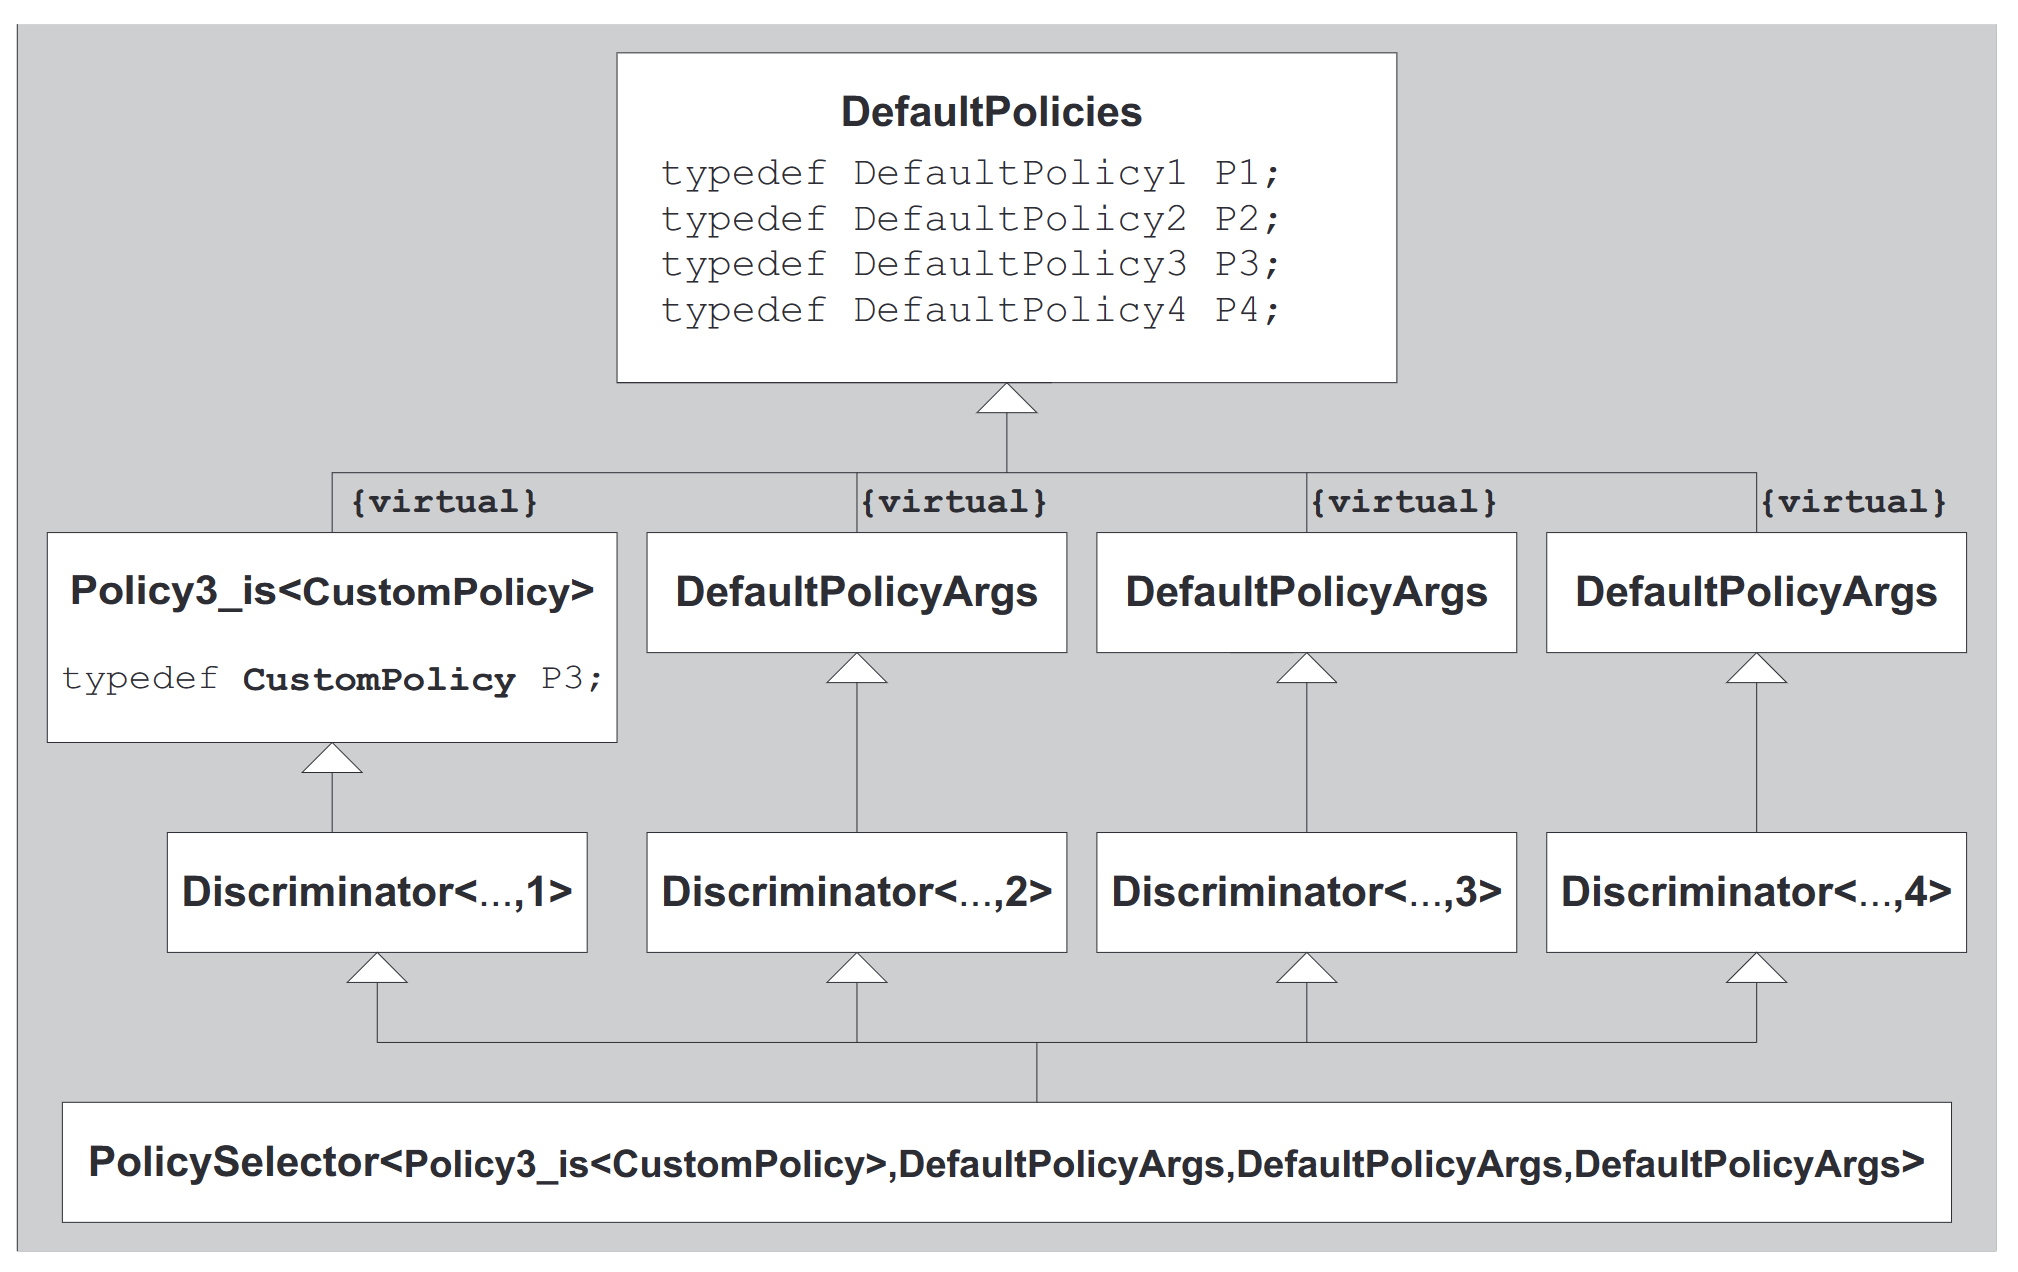 DefaultPolicies
typedef DefaultPolicy1 P1;
typedef DefaultPolicy2 P2;
typedef DefaultPolicy3 P3;
typedef DefaultPolicy4 P4;
{virtual} {virtual} {virtual} {virtual}
Policy3_is<CustomPolicy> DefaultPolicyArgs DefaultPolicyArgs DefaultPolicyArgs
typedef CustomPolicy P3;
Discriminator<...,1> Discriminator<...,2> Discriminator<...,3> Discriminator<...,4>
PolicySelector<Policy3_is<CustomPolicy>,DefaultPolicyArgs,DefaultPolicyArgs,DefaultPolicyArgs>